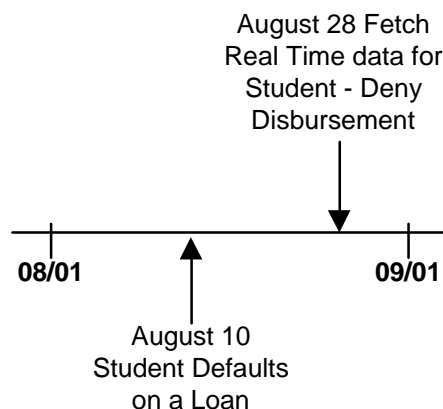 August 28 Fetch
Real Time data for
Student - Deny
Disbursement
08/01
09/01
August 10
Student Defaults
on a Loan